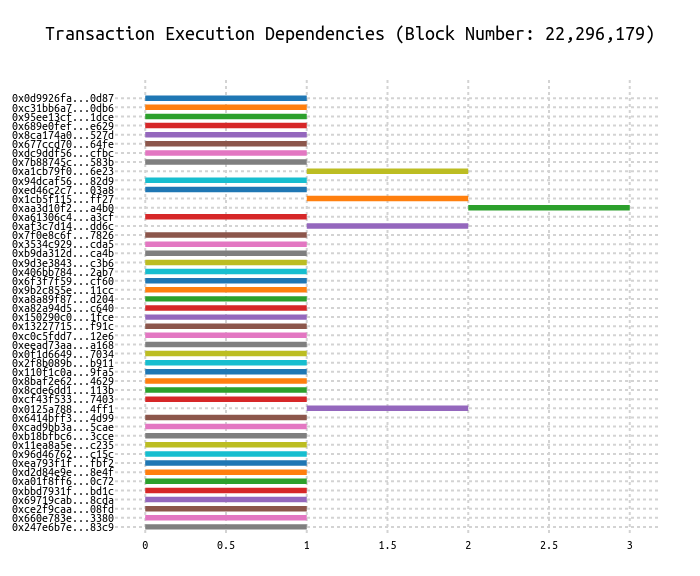 Transaction Execution Dependencies (Block Number: 22,296,179)
0x0d9926fa...0d87
0xc31bb6a7...0db6
0x95ee13cf...1dce
0x689e0fef...e629
0x8ca174a0...527d
0x677ccd70...64fe
0xdc9ddf56...cfbc
0x7b88745c...583b
0xa1cb79f0...6e23
0x94dcaf56...82d9
0xed46c2c7...03a8
0x1cb5f115...ff27
0xaa3d10f2...a4b0
0xa61306c4...a3cf
0xaf3c7d14...dd6c
0x7f0e8c6f...7826
0x3534c929...cda5
0xb9da312d...ca4b
0x9d3e3843...c3b6
0x406bb784...2ab7
0x6f3f7f59...cf60
0x9b2c855e...11cc
0xa8a89f87...d204
0xa82a94d5...c640
0x150290c0...1fce
0x13227715...f91c
0xc0c5fdd7...12e6
0xeead73aa...a168
0x0f1d6649...7034
0x2f8b089b...b911
0x110f1c0a...9fa5
0x8baf2e62...4629
0x8cde6dd1...113b
0xcf43f533...7403
0x0125a788...4ff1
0x6414bff3...4d99
0xcad9bb3a...5cae
0xb18bfbc6...3cce
0x11ea8a5e...c235
0x96d46762...c15c
0xea793f1f...fbf2
0xd2d84e9e...8e4f
0xa01f8ff6...0c72
0xbbd7931f...bd1c
0x69719cab...8cda
0xce2f9caa...08fd
0x660e783e...3380
0x247e6b7e...83c9
0 0.5 1 1.5 2 2.5 3